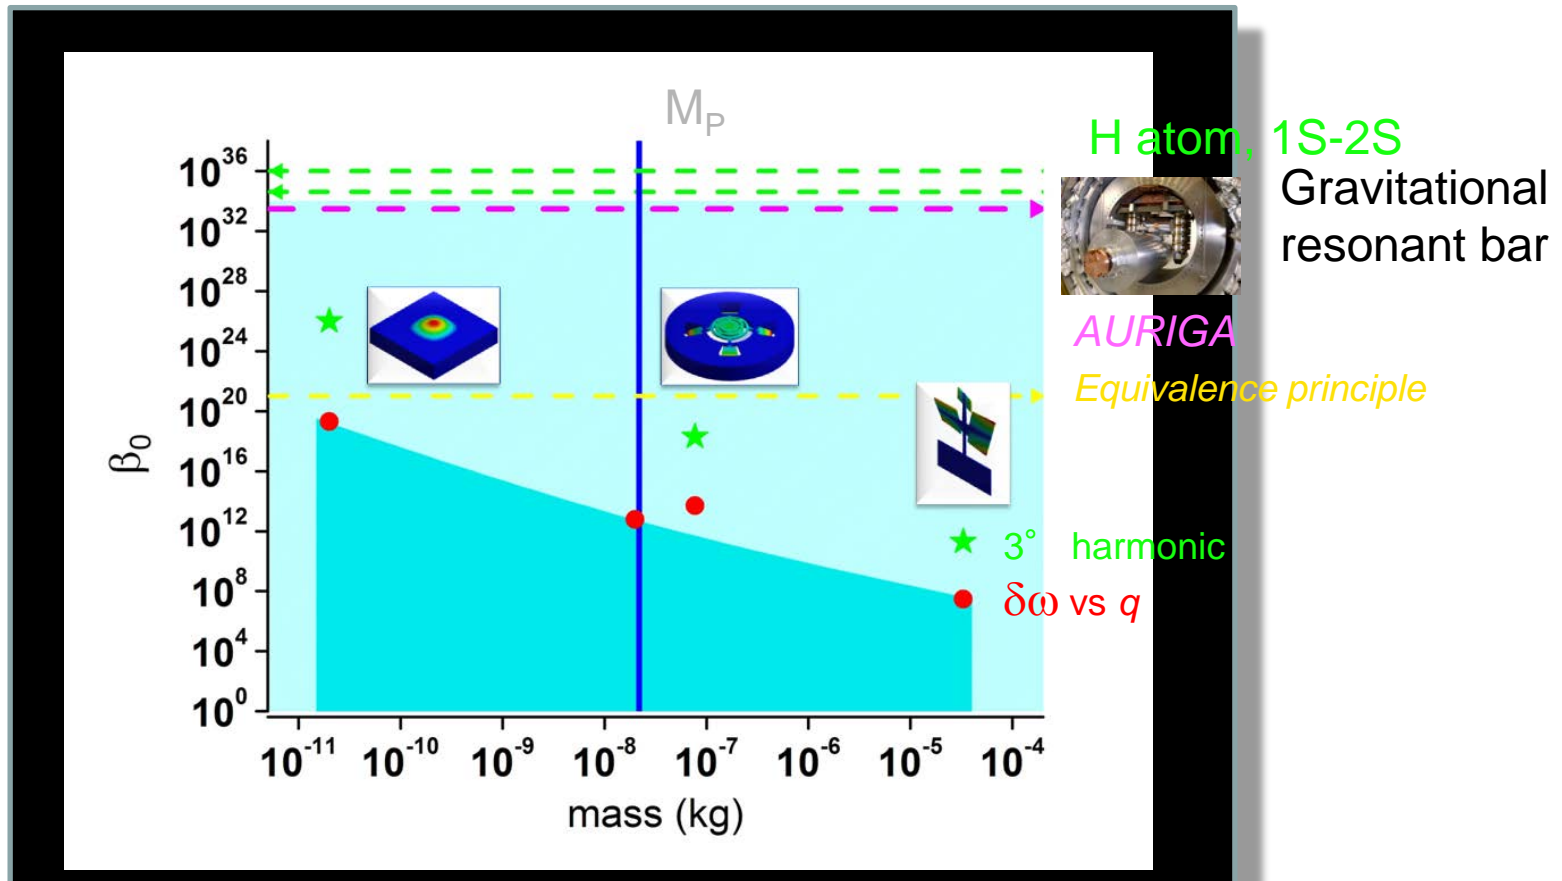 M_P
H atom, 1S-2S
Gravitational
resonant bar
AURIGA
Equivalence principle
10^36
10^32
10^28
10^24
10^20
10^16
10^12
10^8
10^4
10^0
β_0
3° harmonic
δω vs q
10^-11 10^-10 10^-9 10^-8 10^-7 10^-6 10^-5 10^-4
mass (kg)